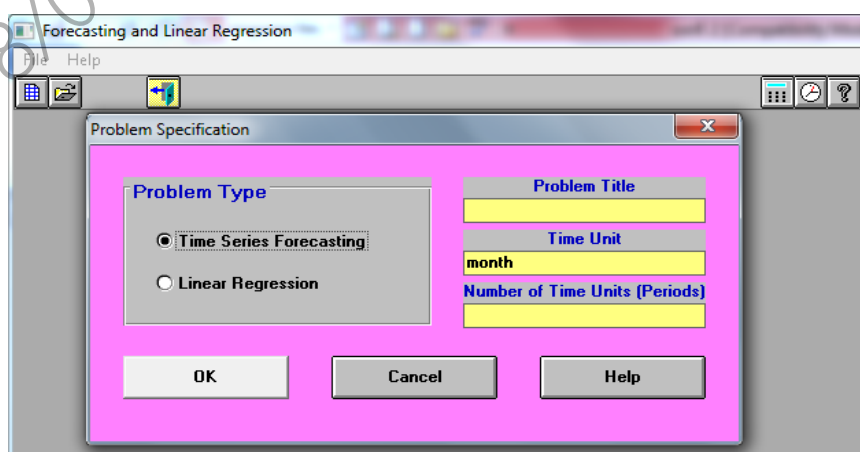 Forecasting and Linear Regression
File Help
Problem Specification
Problem Type
Time Series Forecasting
Linear Regression
Problem Title
Time Unit
month
Number of Time Units (Periods)
OK
Cancel
Help